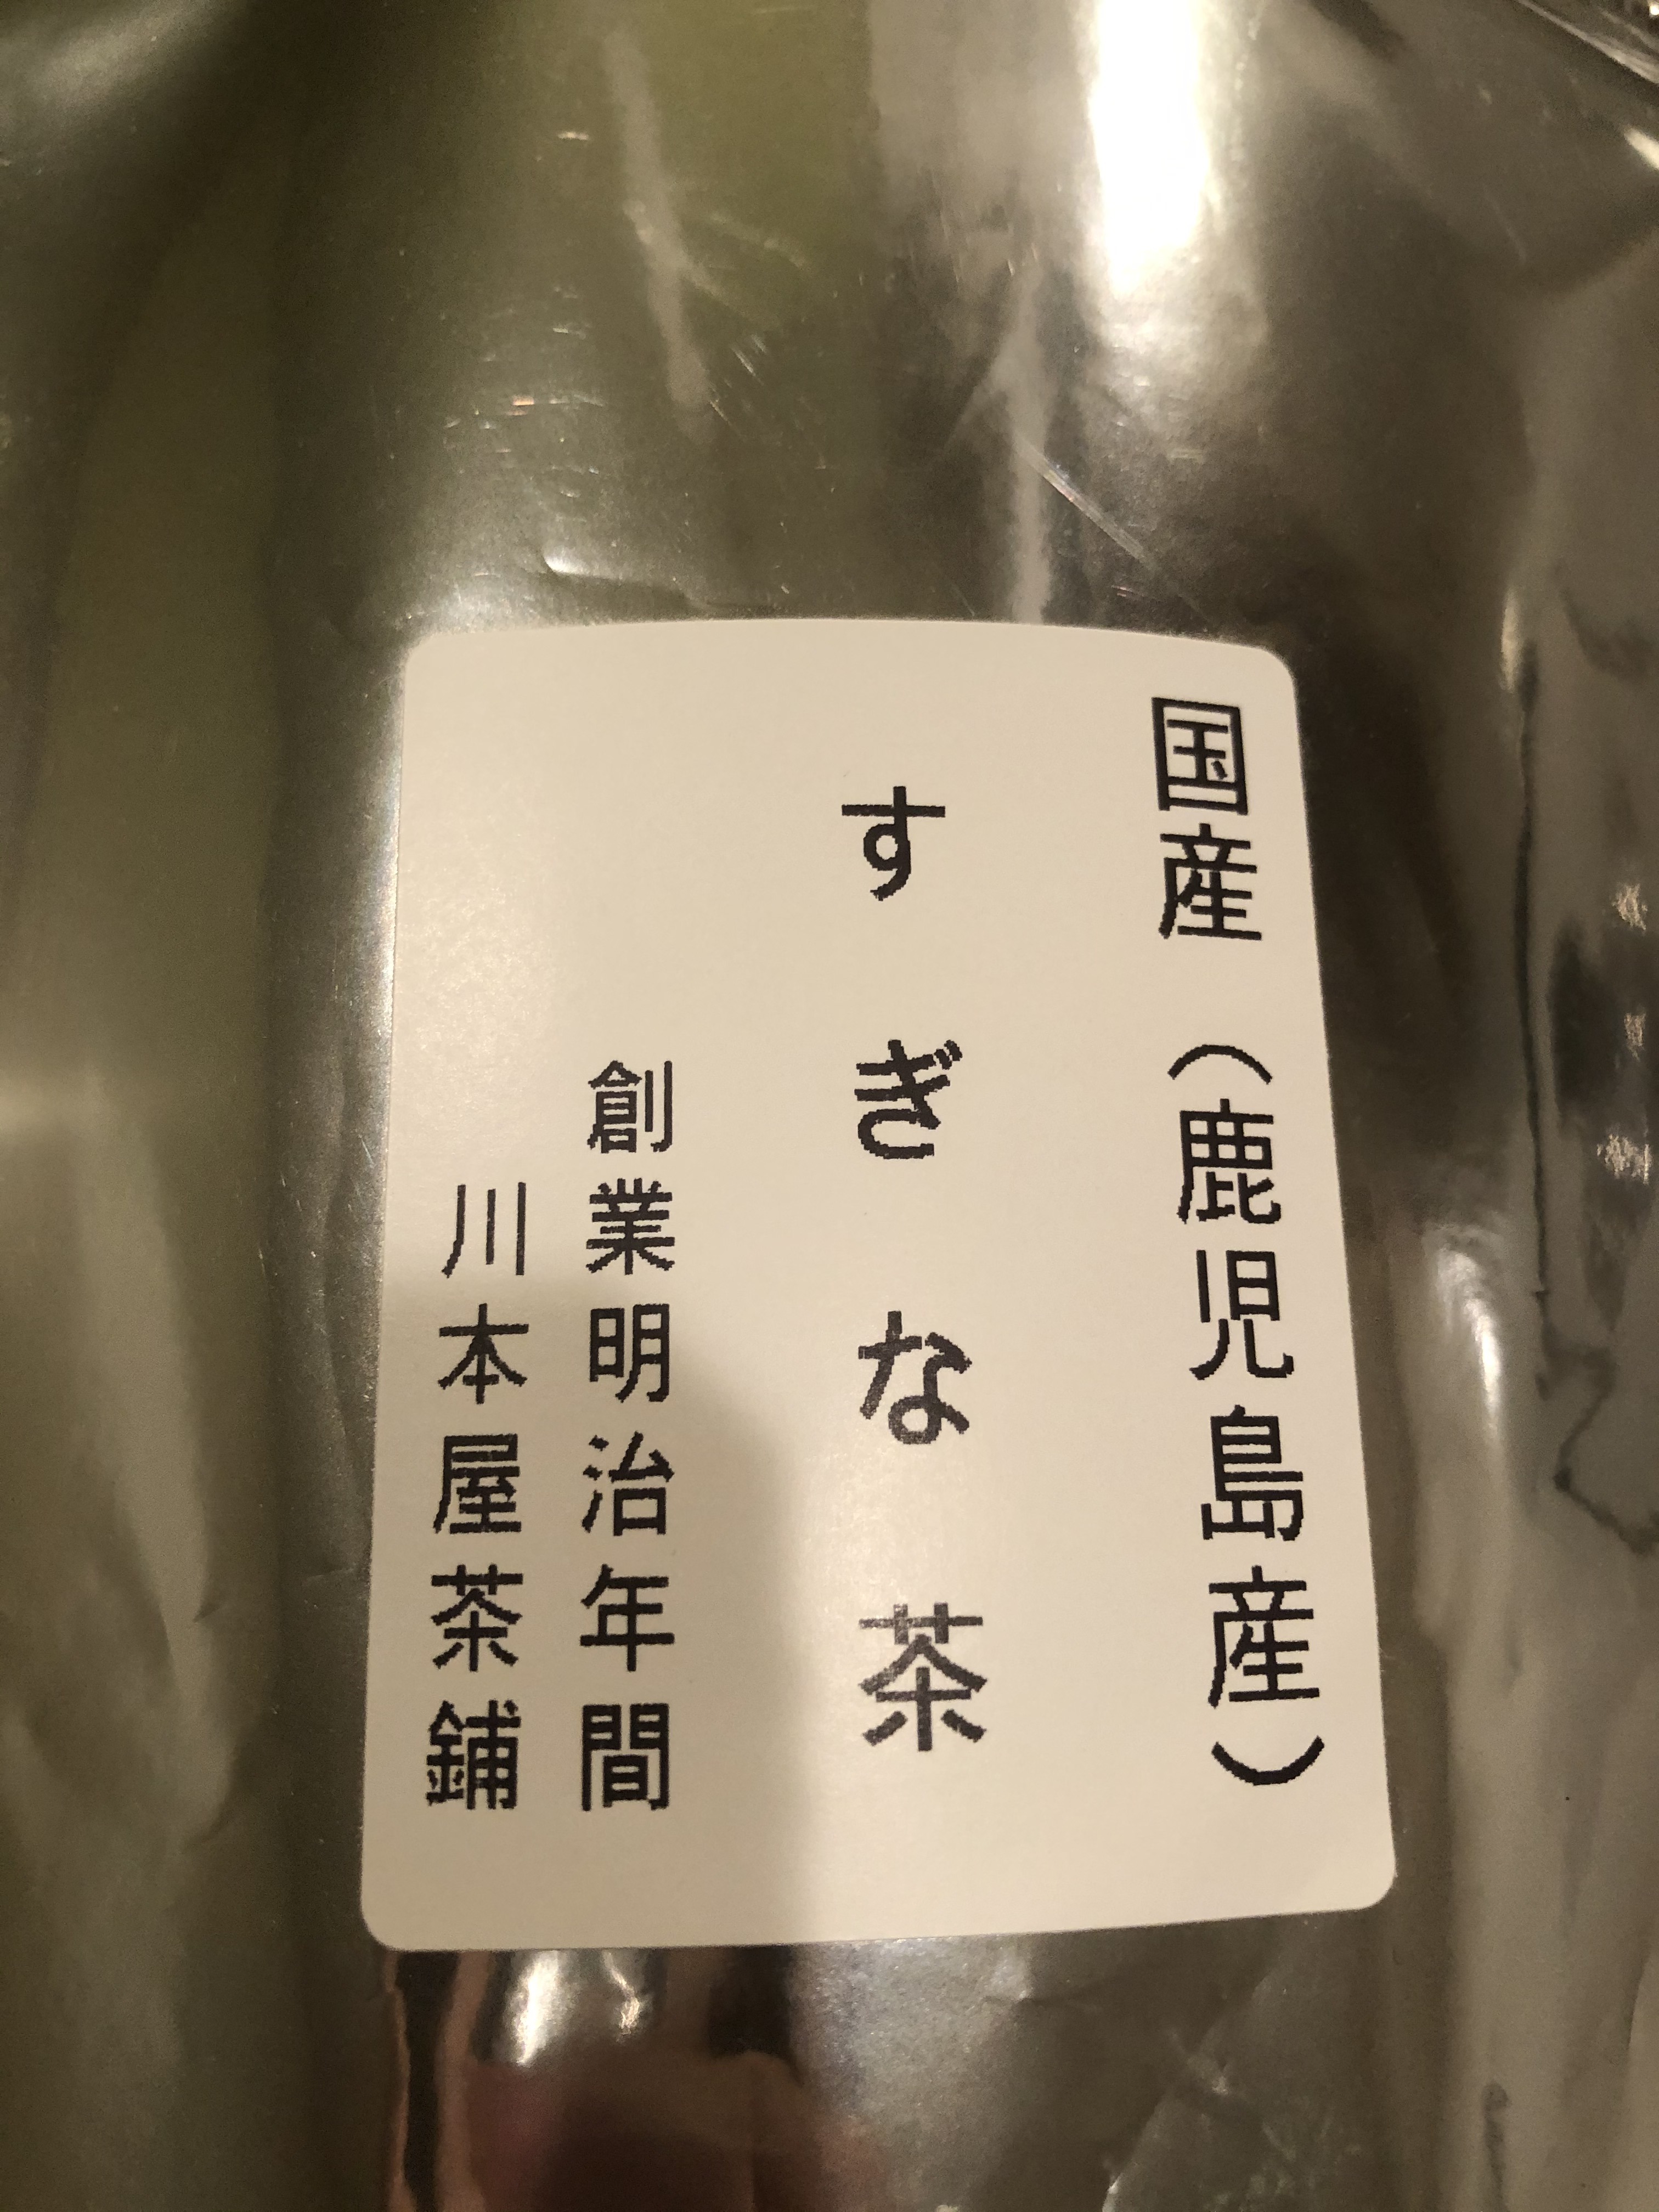 国産（鹿児島産）
すぎな茶
創業明治年間
川本屋茶鋪